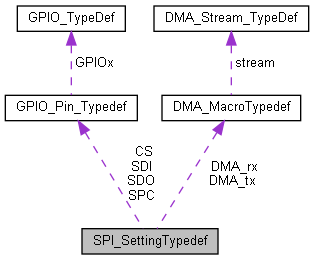 GPIO_TypeDef
DMA_Stream_TypeDef
GPIOx
stream
GPIO_Pin_Typedef
DMA_MacroTypedef
CS
SDI
SDO
SPC
DMA_rx
DMA_tx
SPI_SettingTypedef